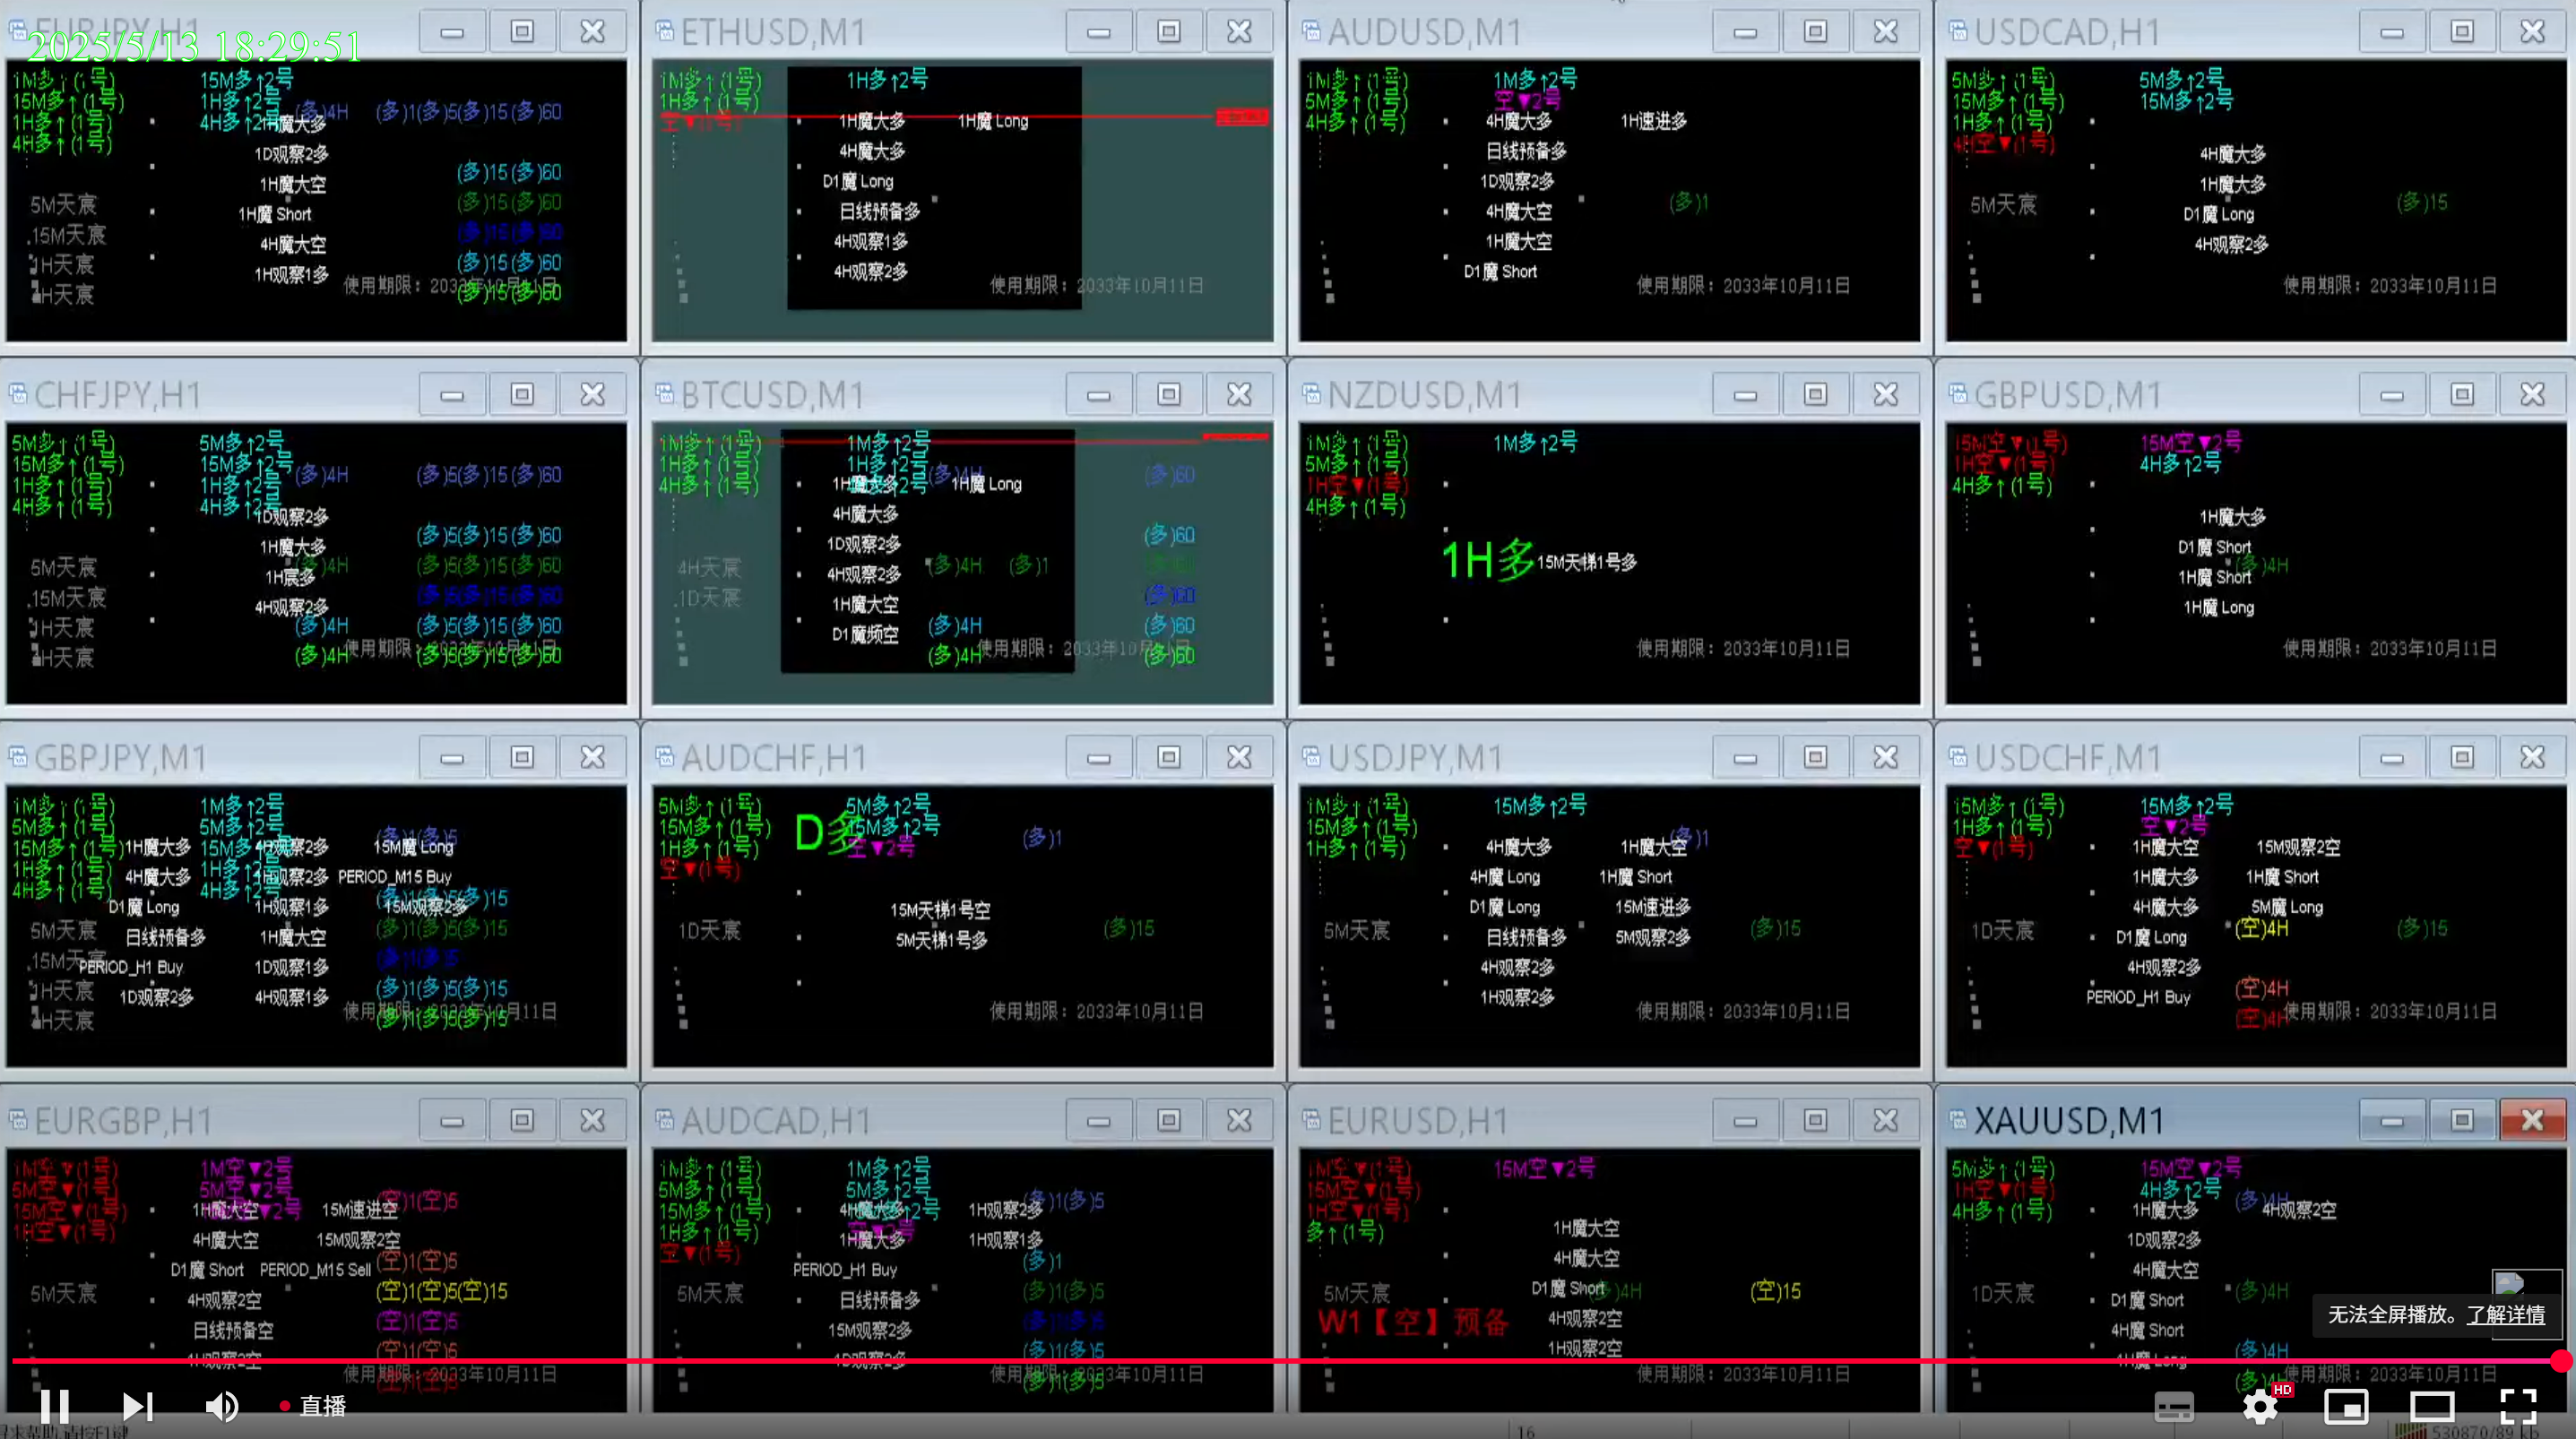 EURJPY,H1
2025/5/13 18:29:51
1M多↑(1号) 15M多↑2号
15M多↑(1号) 1H多↑2号 (多)4H (多)1(多)5(多)15(多)60
1H多↑(1号) 4H多↑2号 1H魔大多
4H多↑(1号) 1D观察2多
1H魔大空 (多)15(多)60
5M天宸 1H魔 Short (多)15(多)60
15M天宸 4H魔大空 (多)15(多)60
1H天宸 1H观察1多 (多)15(多)60
使用期限：2033年10月11日
4H天宸 (多)15(多)60
ETHUSD,M1
1M多↑(1号) 1H多↑2号
1H多↑(1号)
空▼(1号) 1H魔大多 1H魔 Long
4H魔大多
D1魔 Long
日线预备多
4H观察1多
4H观察2多
使用期限：2033年10月11日
AUDUSD,M1
1M多↑(1号) 1M多↑2号
5M多↑(1号) 空▼2号
4H多↑(1号) 4H魔大多 1H速进多
日线预备多
1D观察2多
4H魔大空 (多)1
1H魔大空
D1魔 Short
使用期限：2033年10月11日
USDCAD,H1
5M多↑(1号) 5M多↑2号
15M多↑(1号) 15M多↑2号
1H多↑(1号)
4H空▼(1号) 4H魔大多
1H魔大多
5M天宸 D1魔 Long (多)15
4H观察2多
使用期限：2033年10月11日
CHFJPY,H1
5M多↑(1号) 5M多↑2号
15M多↑(1号) 15M多↑2号 (多)4H (多)5(多)15(多)60
1H多↑(1号) 1H多↑2号
4H多↑(1号) 4H多↑2号
1D观察2多
1H魔大多 (多)5(多)15(多)60
5M天宸 1H宸多 (多)4H (多)5(多)15(多)60
15M天宸 4H观察2多 (多)5(多)15(多)60
1H天宸 (多)4H (多)5(多)15(多)60
使用期限：2033年10月11日
4H天宸 (多)4H (多)5(多)15(多)60
BTCUSD,M1
1M多↑(1号) 1M多↑2号
1H多↑(1号) 1H多↑2号 (多)4H (多)60
4H多↑(1号) 1H魔大多 1H魔 Long
4H魔大多
1D观察2多 (多)60
4H天宸 4H观察2多 (多)4H (多)1
1D天宸 1H魔大空 (多)60
D1魔频空 (多)4H (多)60
使用期限：2033年10月11日
(多)4H (多)60
NZDUSD,M1
1M多↑(1号) 1M多↑2号
5M多↑(1号)
1H空▼(1号)
4H多↑(1号)
1H多 15M天梯1号多
使用期限：2033年10月11日
GBPUSD,M1
15M空▼(1号) 15M空▼2号
1H空▼(1号) 4H多↑2号
4H多↑(1号)
1H魔大多
D1魔 Short
1H魔 Short (多)4H
1H魔 Long
使用期限：2033年10月11日
GBPJPY,M1
1M多↑(1号) 1M多↑2号
5M多↑(1号) 5M多↑2号 (多)1(多)5
15M多↑(1号) 1H魔大多 15M多↑2号 4H观察2多 15M魔 Long
1H多↑(1号) 4H魔大多 1H多↑2号 1H观察2多 PERIOD_M15 Buy
4H多↑(1号) 4H多↑2号 (多)1(多)5(多)15
D1魔 Long 1H观察1多 15M观察2多
5M天宸 日线预备多 1H魔大空 (多)1(多)5(多)15
15M天宸 PERIOD_H1 Buy 1D观察1多 (多)1(多)15
1H天宸 1D观察2多 4H观察1多 (多)1(多)5(多)15
使用期限：2033年10月11日
4H天宸 (多)1(多)5(多)15
AUDCHF,H1
5M多↑(1号) 5M多↑2号
15M多↑(1号) D多 15M多↑2号 (多)1
1H多↑(1号) 空▼2号
空▼(1号)
15M天梯1号空
1D天宸 5M天梯1号多 (多)15
使用期限：2033年10月11日
USDJPY,M1
1M多↑(1号) 15M多↑2号
15M多↑(1号) (多)1
1H多↑(1号) 4H魔大多 1H魔大空
4H魔 Long 1H魔 Short
D1魔 Long 15M速进多
5M天宸 日线预备多 5M观察2多 (多)15
4H观察2多
1H观察2多
使用期限：2033年10月11日
USDCHF,M1
15M多↑(1号) 15M多↑2号
1H多↑(1号) 空▼2号
空▼(1号) 1H魔大空 15M观察2空
1H魔大多 1H魔 Short
4H魔大多 5M魔 Long
1D天宸 D1魔 Long (空)4H (多)15
4H观察2多
PERIOD_H1 Buy (空)4H
使用期限：2033年10月11日
(空)4H
EURGBP,H1
1M空▼(1号) 1M空▼2号
5M空▼(1号) 5M空▼2号
15M空▼(1号) 1H魔大空 ▼2号 15M速进空 (空)1(空)5
1H空▼(1号) 4H魔大空 15M观察2空
D1魔 Short PERIOD_M15 Sell (空)1(空)5
5M天宸 4H观察2空 (空)1(空)5(空)15
日线预备空 (空)1(空)5
1H观察2空 (空)1(空)5
使用期限：2033年10月11日
(空)1(空)5
AUDCAD,H1
1M多↑(1号) 1M多↑2号
5M多↑(1号) 5M多↑2号
15M多↑(1号) 4H魔大多 1H观察2多 (多)1(多)5
1H多↑(1号) 空▼2号 1H魔大多 1H观察1多
空▼(1号) PERIOD_H1 Buy (多)1
5M天宸 日线预备多 (多)1(多)5
15M观察2多 (多)1
1D观察2多 (多)1(多)5
使用期限：2033年10月11日
(多)1(多)5
EURUSD,H1
1M空▼(1号) 15M空▼2号
15M空▼(1号)
1H空▼(1号)
多↑(1号) 1H魔大空
4H魔大空
5M天宸 D1魔 Short (多)4H (空)15
W1【空】预备 4H观察2空
1H观察2空
使用期限：2033年10月11日
XAUUSD,M1
5M多↑(1号) 15M空▼2号
1H空▼(1号) 4H多↑2号
4H多↑(1号) 1H魔大多 (多)4H 4H观察2空
1D观察2多
4H魔大空
1D天宸 D1魔 Short (多)4H
4H魔 Short
1H魔 Long (多)4H
使用期限：2033年10月11日
(多)4H
无法全屏播放。了解详情
直播
HD
16
530870/89 kb